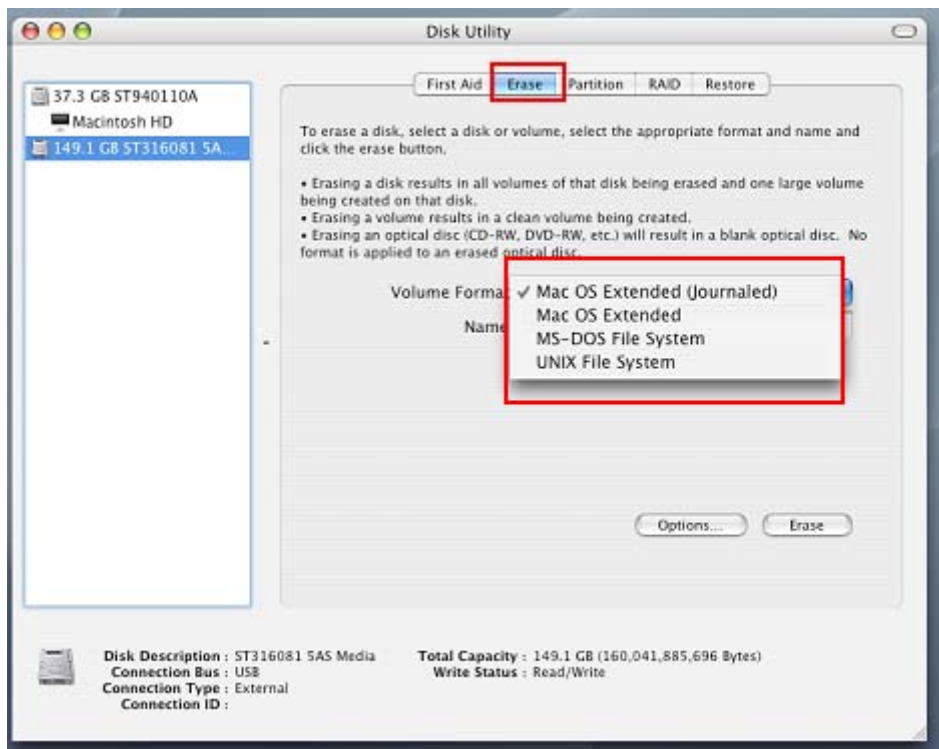 Disk Utility
37.3 GB ST940110A
Macintosh HD
149.1 GB ST316081 5A...
First Aid Erase Partition RAID Restore
To erase a disk, select a disk or volume, select the appropriate format and name and
click the erase button.
• Erasing a disk results in all volumes of that disk being erased and one large volume
being created on that disk.
• Erasing a volume results in a clean volume being created.
• Erasing an optical disc (CD-RW, DVD-RW, etc.) will result in a blank optical disc. No
format is applied to an erased optical disc.
Volume Format
✓ Mac OS Extended (Journaled)
Mac OS Extended
MS-DOS File System
UNIX File System
Name
Options... Erase
Disk Description : ST316081 5AS Media
Connection Bus : USB
Connection Type : External
Connection ID :
Total Capacity : 149.1 GB (160,041,885,696 Bytes)
Write Status : Read/Write